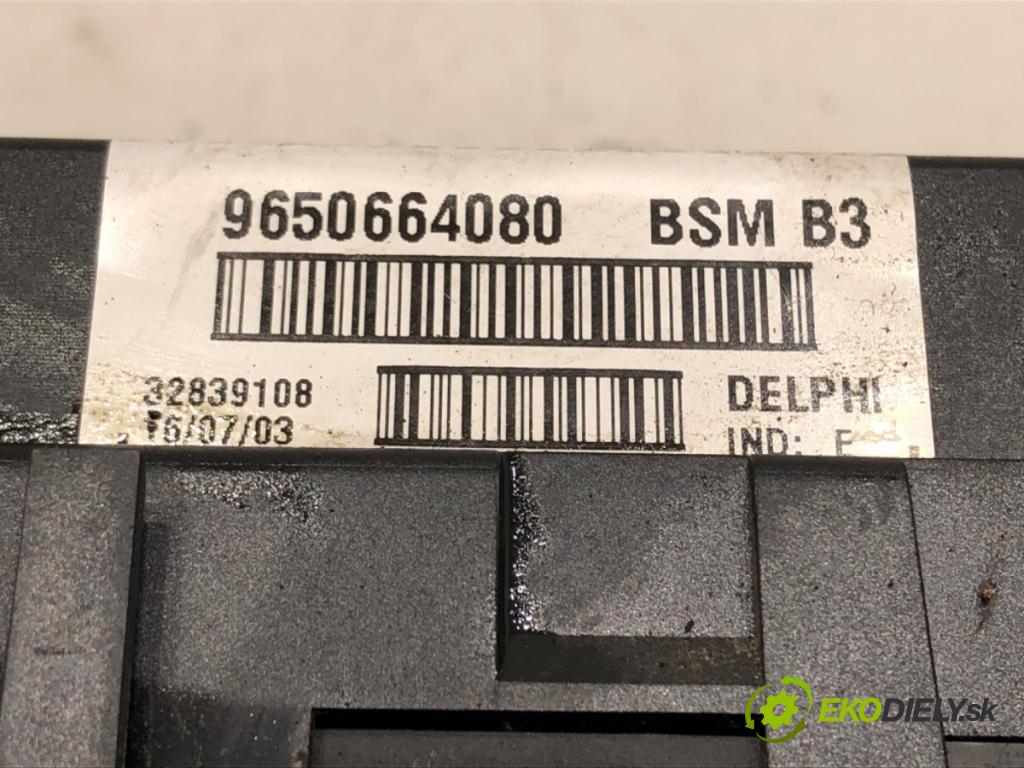 9650664080 BSM B3
32839108 DELPHI
16/07/03 IND:
EKODIELY.sk